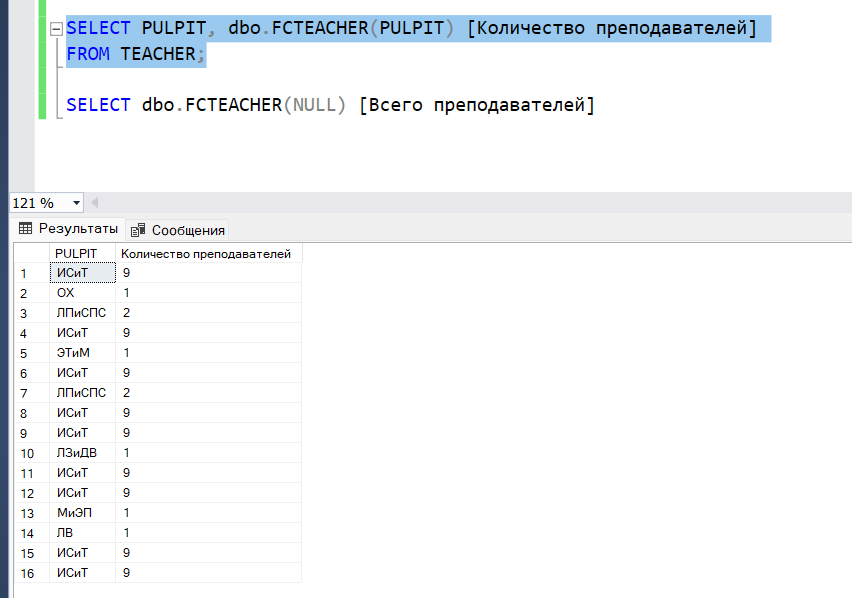 SELECT PULPIT, dbo.FCTEACHER(PULPIT) [Количество преподавателей]
FROM TEACHER;
SELECT dbo.FCTEACHER(NULL) [Всего преподавателей]
121 %
Результаты Сообщения
PULPIT Количество преподавателей
1 ИСиТ 9
2 ОХ 1
3 ЛПиСПС 2
4 ИСиТ 9
5 ЭТиМ 1
6 ИСиТ 9
7 ЛПиСПС 2
8 ИСиТ 9
9 ИСиТ 9
10 ЛЗиДВ 1
11 ИСиТ 9
12 ИСиТ 9
13 МиЭП 1
14 ЛВ 1
15 ИСиТ 9
16 ИСиТ 9